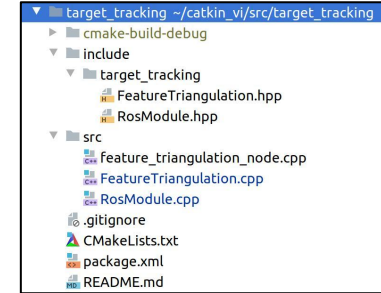 target_tracking ~/catkin_vi/src/target_tracking
cmake-build-debug
include
target_tracking
FeatureTriangulation.hpp
RosModule.hpp
src
feature_triangulation_node.cpp
FeatureTriangulation.cpp
RosModule.cpp
.gitignore
CMakeLists.txt
package.xml
README.md